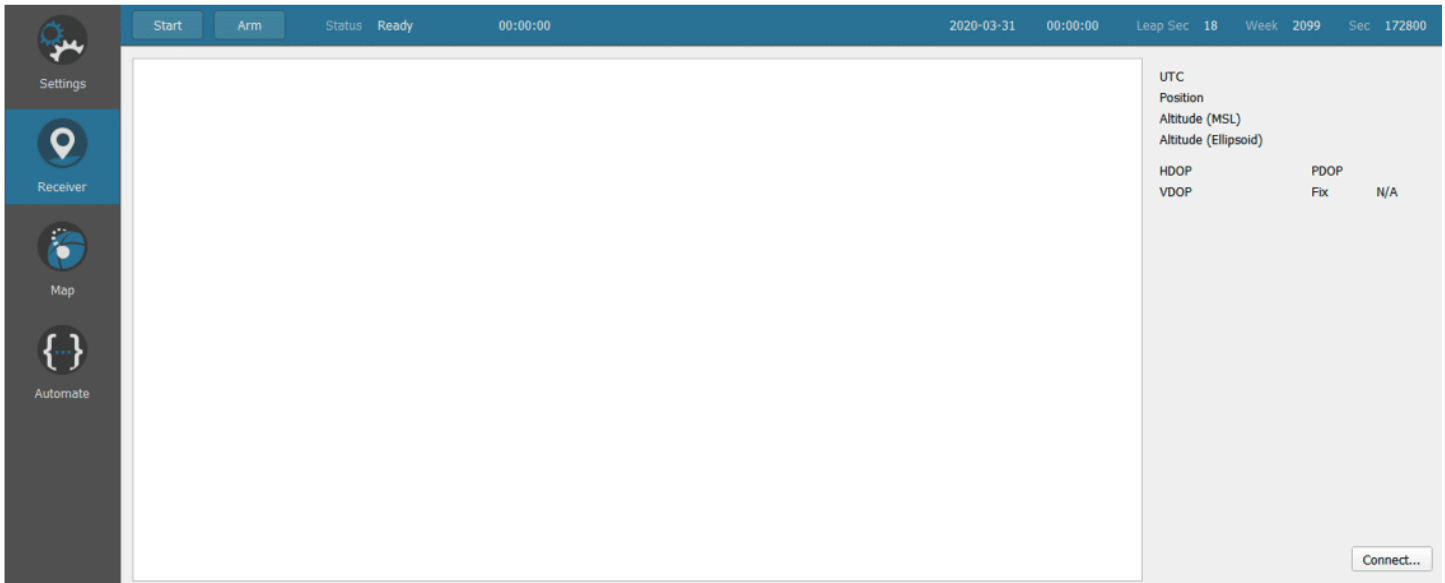 Start Arm Status Ready 00:00:00 2020-03-31 00:00:00 Leap Sec 18 Week 2099 Sec 172800
Settings
Receiver
Map
Automate
UTC
Position
Altitude (MSL)
Altitude (Ellipsoid)
HDOP PDOP
VDOP Fix N/A
Connect...